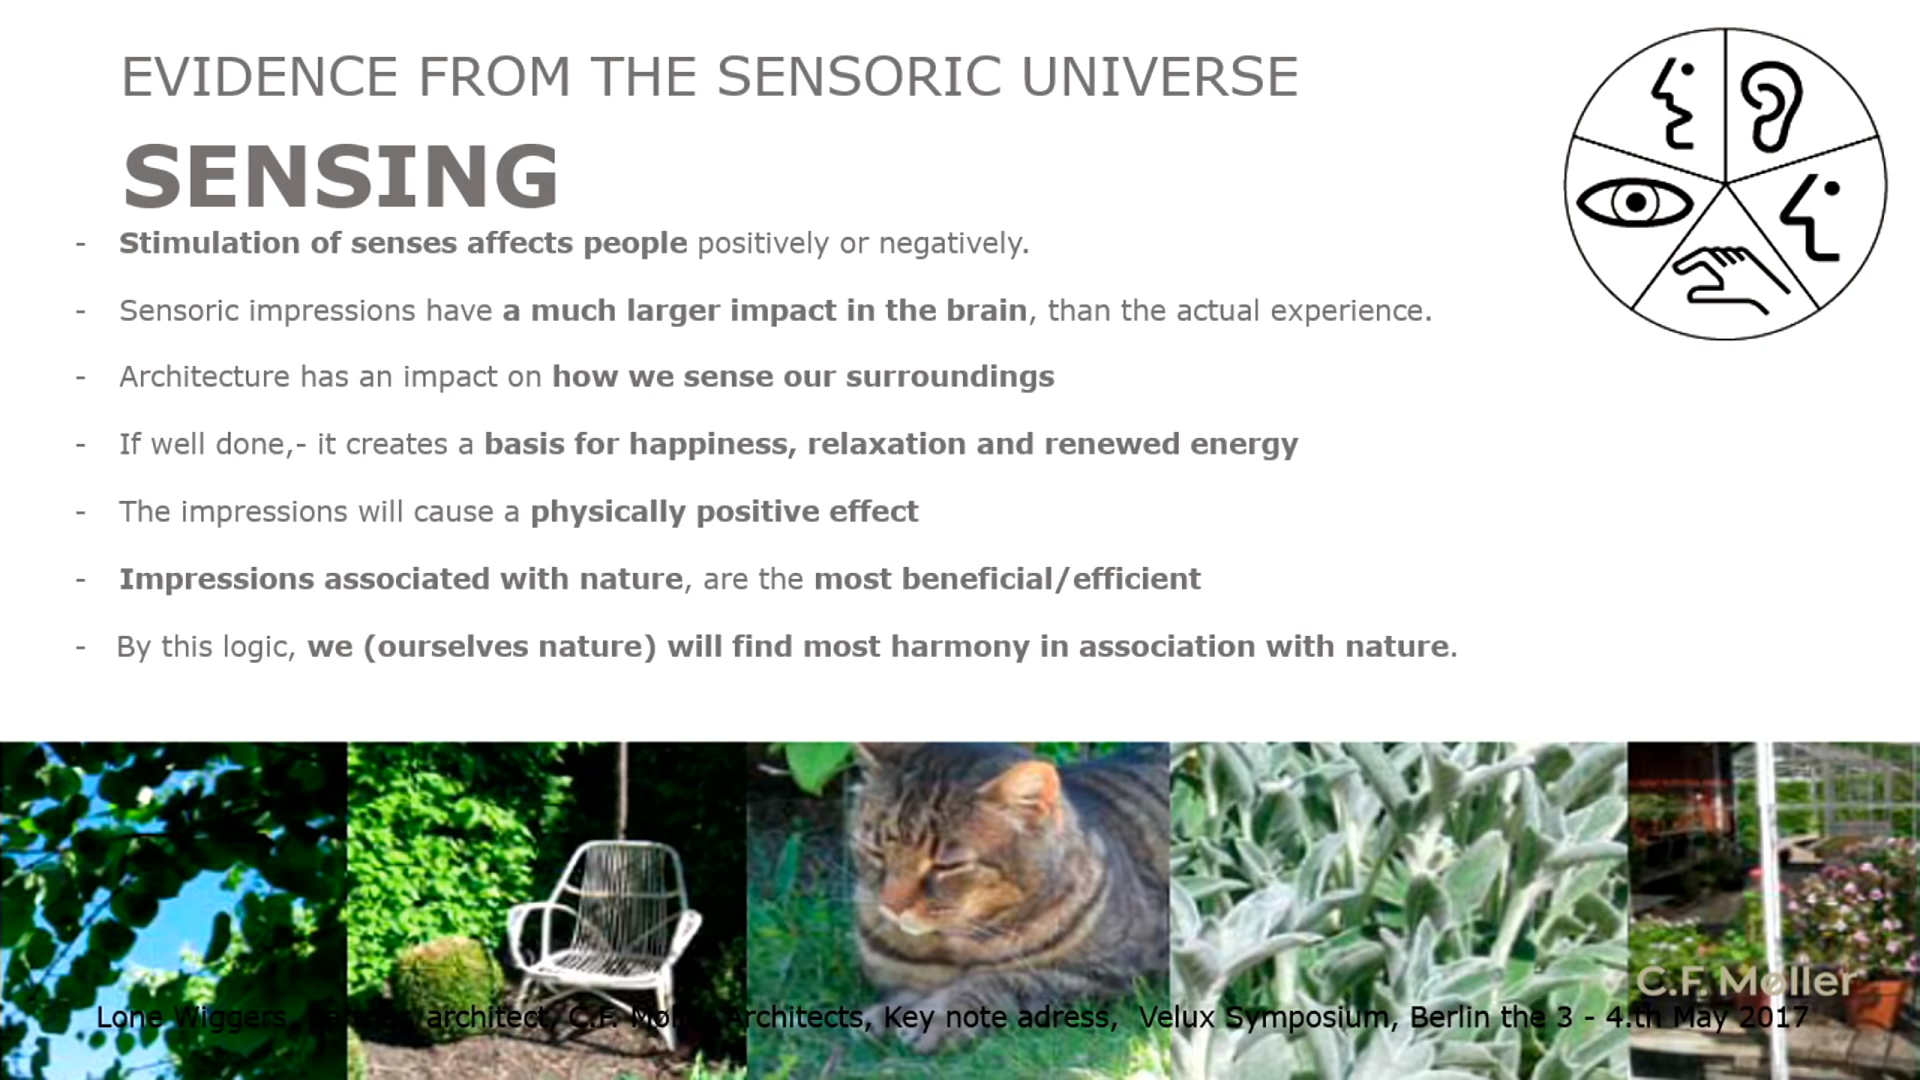 EVIDENCE FROM THE SENSORIC UNIVERSE
SENSING
- Stimulation of senses affects people positively or negatively.
- Sensoric impressions have a much larger impact in the brain, than the actual experience.
- Architecture has an impact on how we sense our surroundings
- If well done,- it creates a basis for happiness, relaxation and renewed energy
- The impressions will cause a physically positive effect
- Impressions associated with nature, are the most beneficial/efficient
- By this logic, we (ourselves nature) will find most harmony in association with nature.
C.F. Møller
Lone Wiggers, architect, C.F. Møller Architects, Key note adress, Velux Symposium, Berlin the 3 - 4.th May 2017